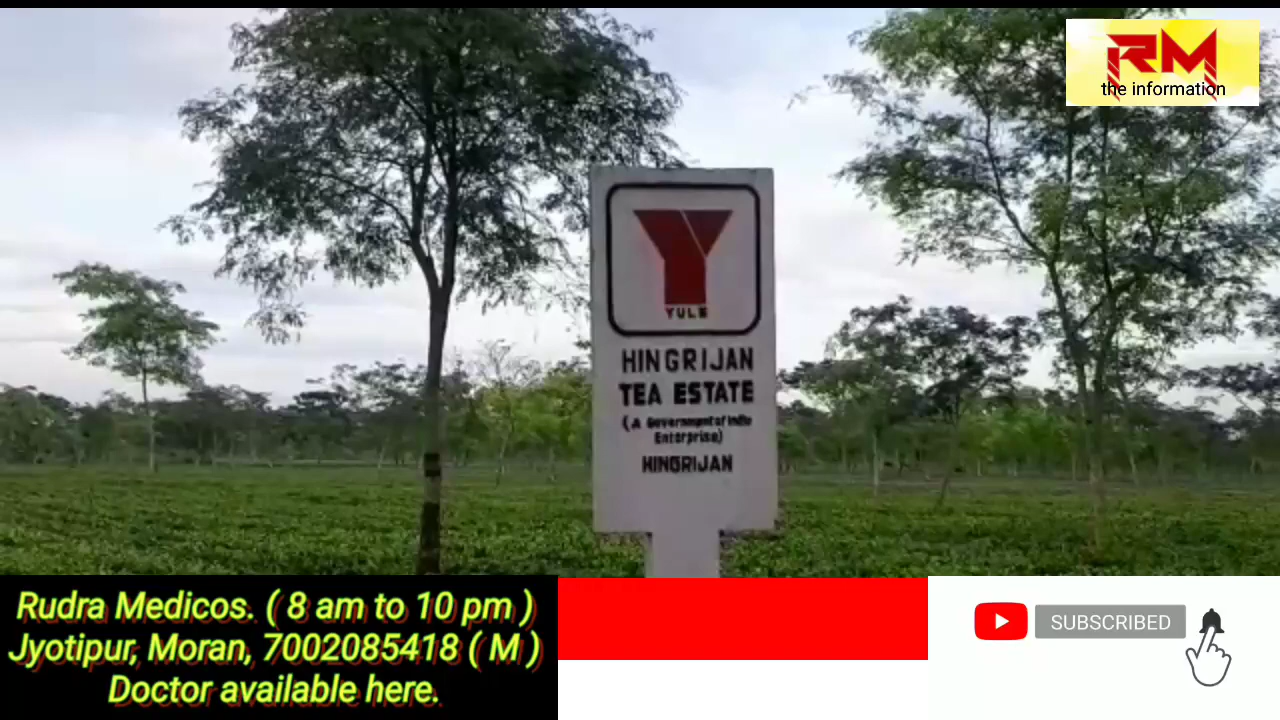 RM
the information
YULE
HINGRIJAN
TEA ESTATE
(A Government of India
Enterprise)
HINGRIJAN
Rudra Medicos. ( 8 am to 10 pm )
Jyotipur, Moran, 7002085418 ( M )
Doctor available here.
SUBSCRIBED